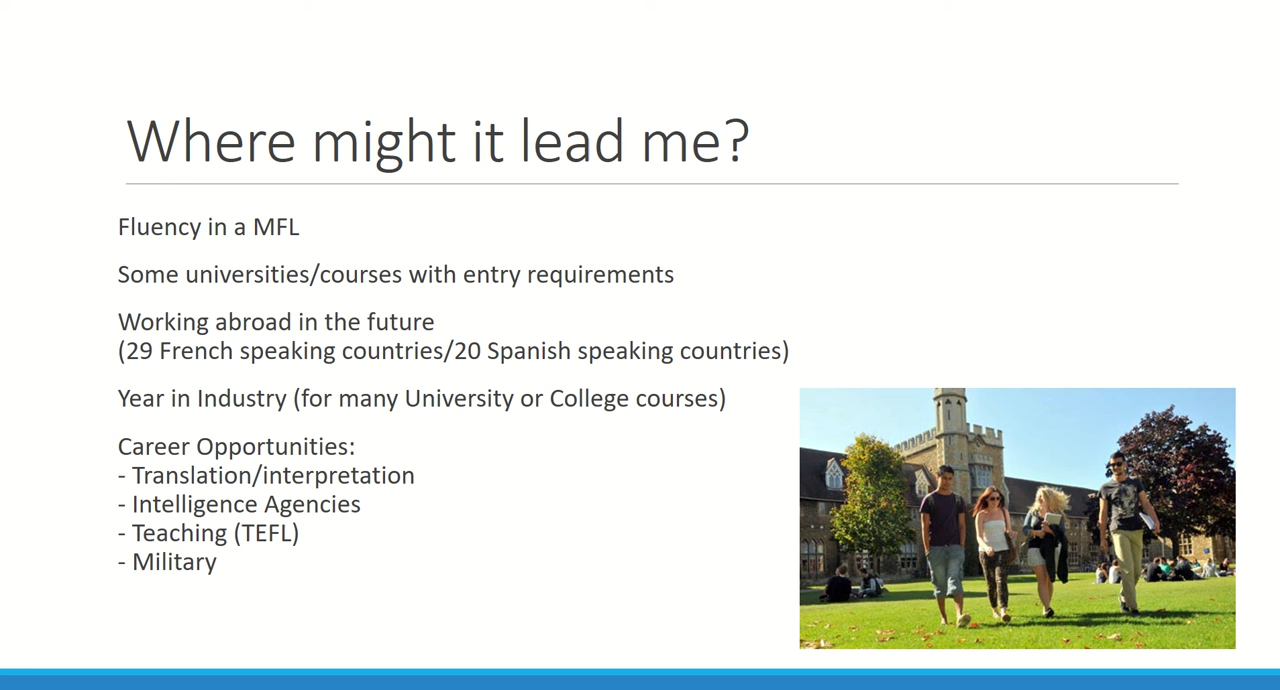 Where might it lead me?
Fluency in a MFL
Some universities/courses with entry requirements
Working abroad in the future
(29 French speaking countries/20 Spanish speaking countries)
Year in Industry (for many University or College courses)
Career Opportunities:
- Translation/interpretation
- Intelligence Agencies
- Teaching (TEFL)
- Military